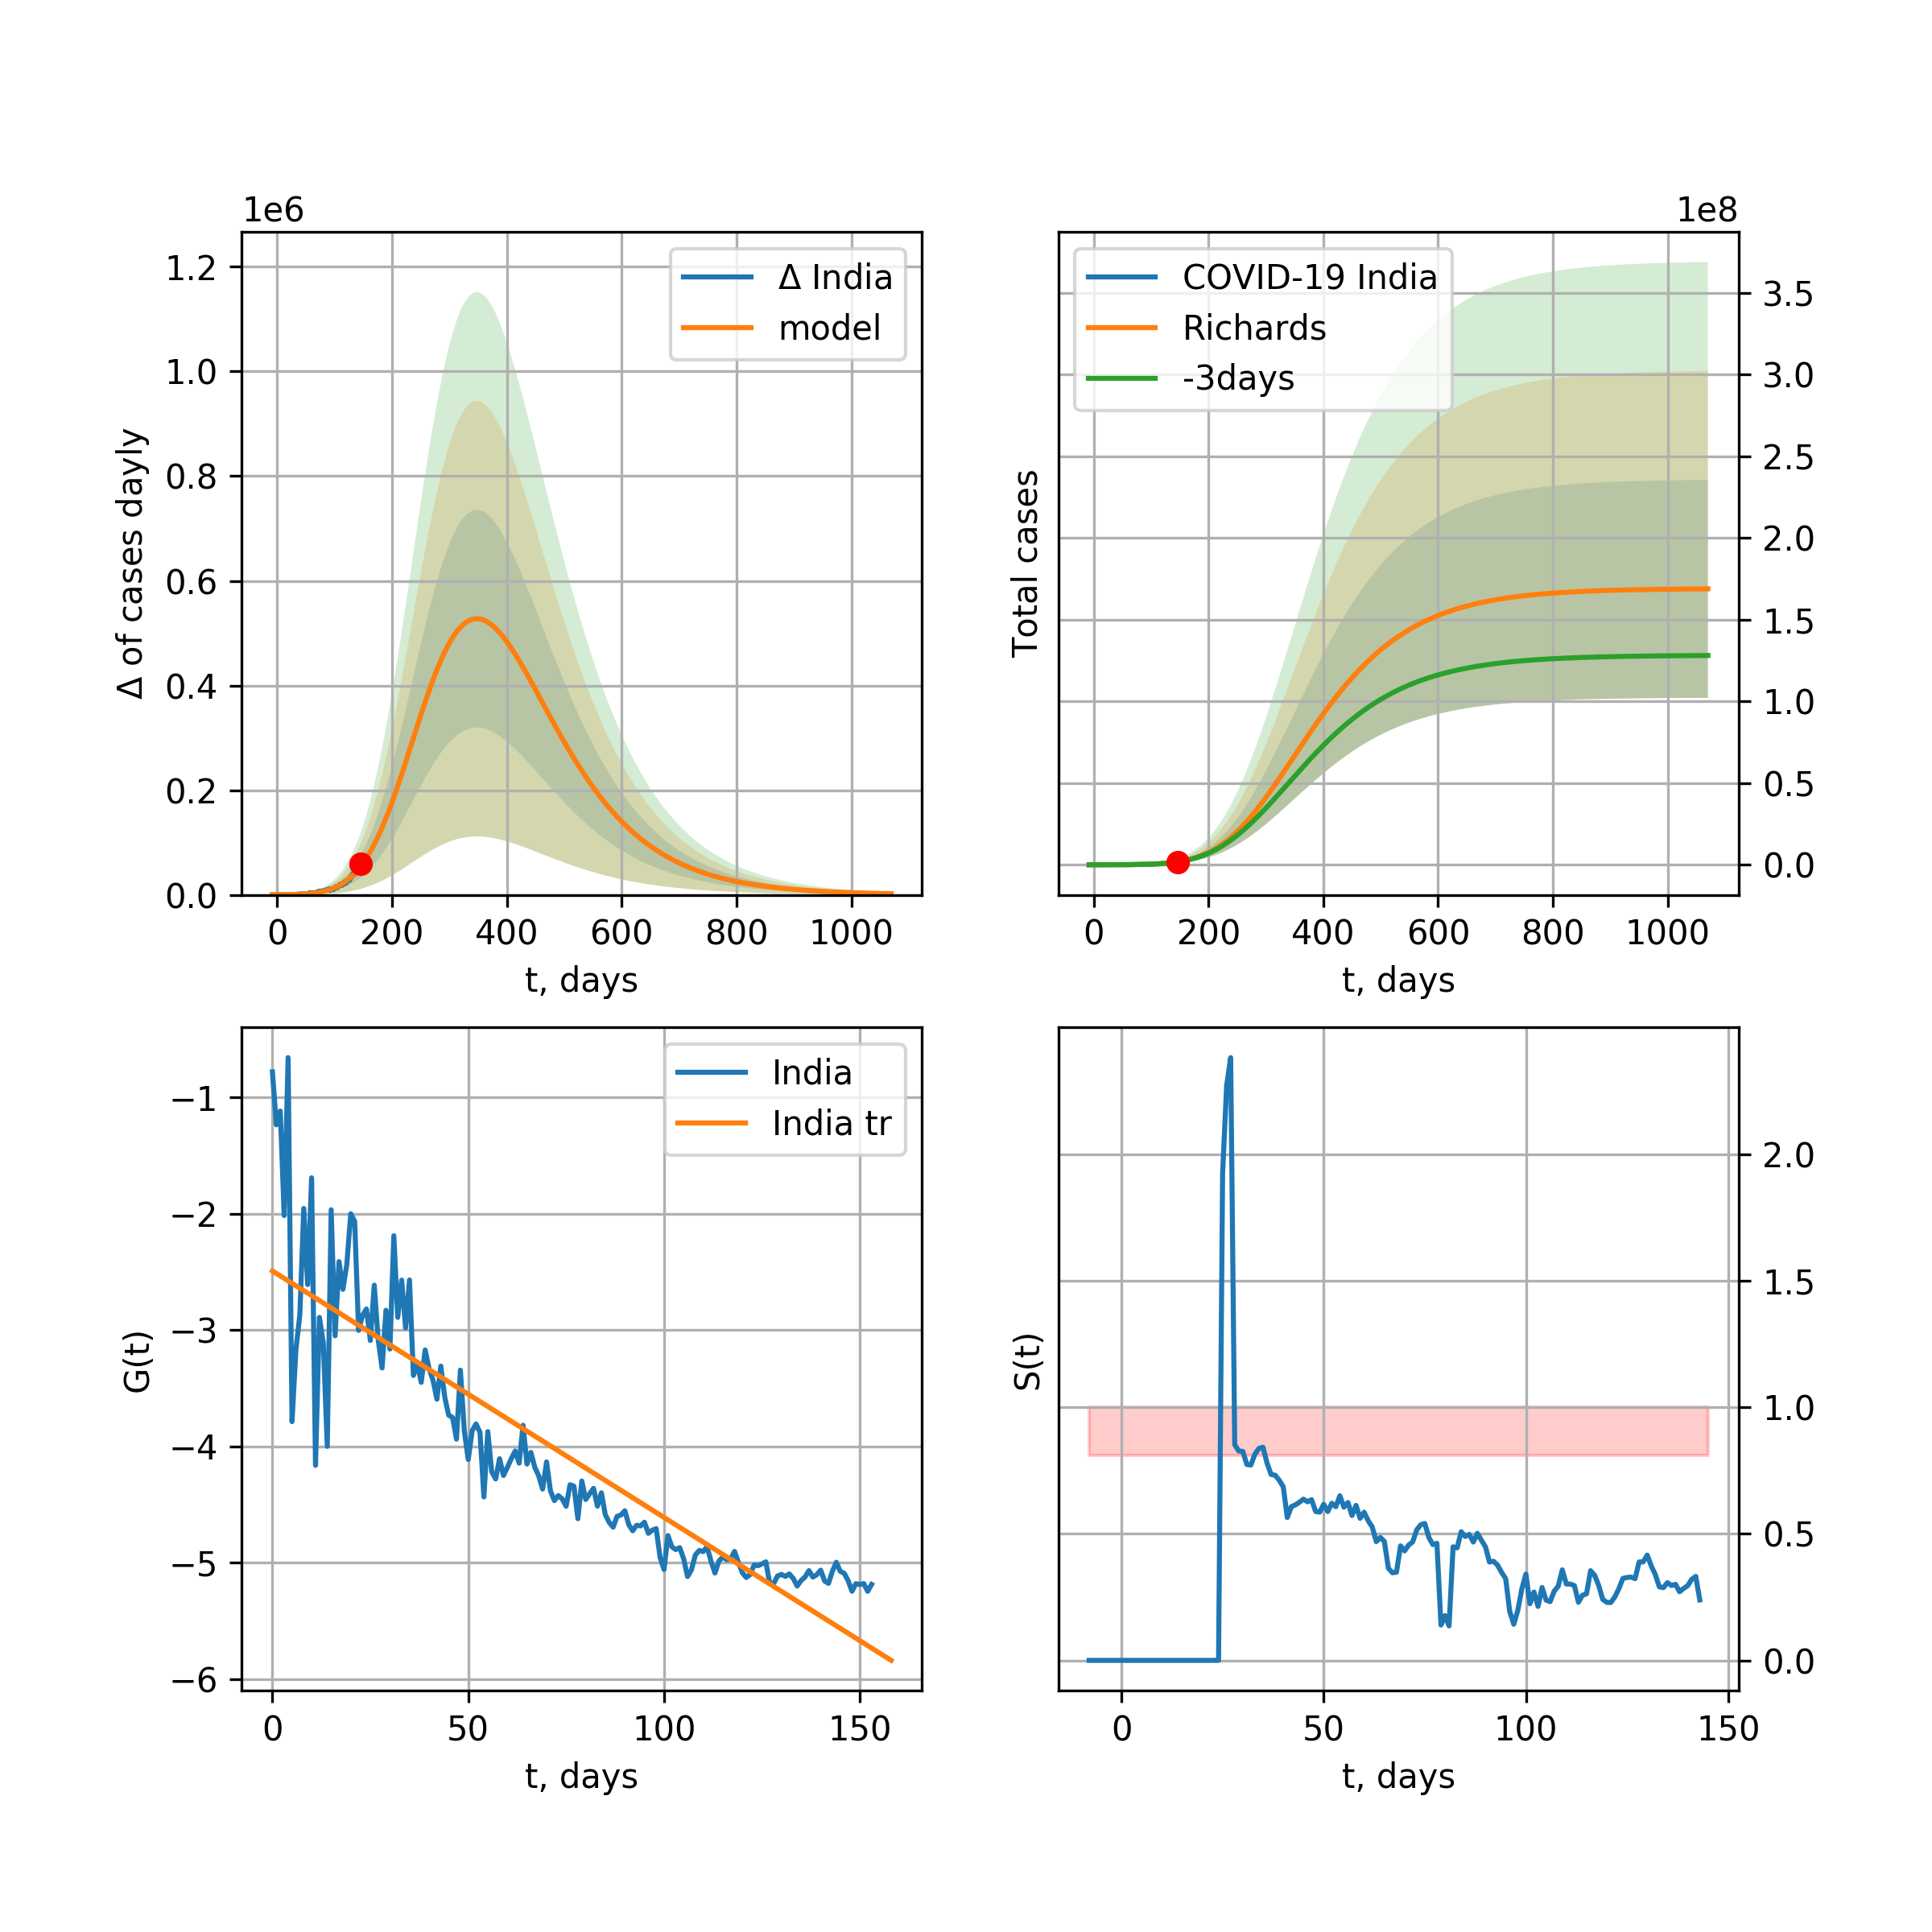 1e6
1.2
1.0
0.8
0.6
0.4
0.2
0.0
Δ of cases dayly
Δ India
model
0 200 400 600 800 1000
t, days
1e8
COVID-19 India
Richards
-3days
Total cases
3.5
3.0
2.5
2.0
1.5
1.0
0.5
0.0
0 200 400 600 800 1000
t, days
−1
−2
−3
−4
−5
−6
G(t)
India
India tr
0 50 100 150
t, days
S(t)
2.0
1.5
1.0
0.5
0.0
0 50 100 150
t, days